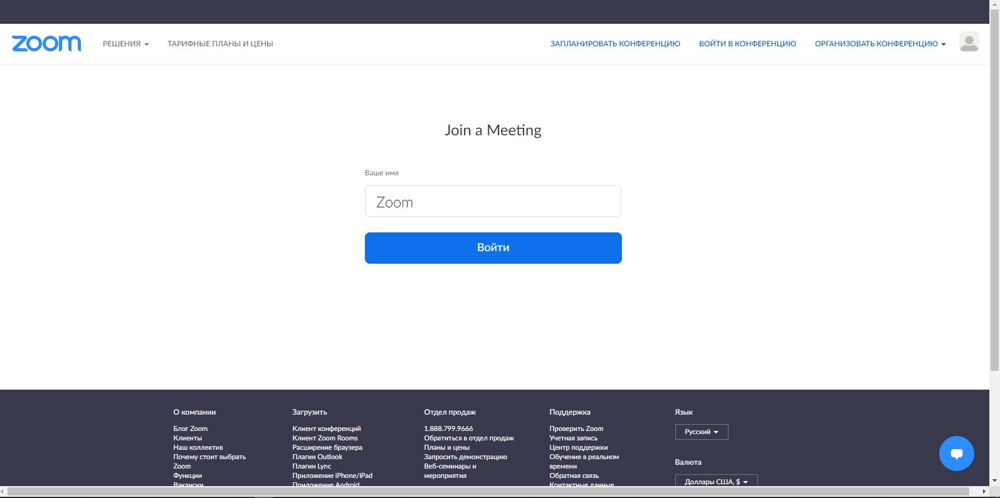 zoom
РЕШЕНИЯ
ТАРИФНЫЕ ПЛАНЫ И ЦЕНЫ
ЗАПЛАНИРОВАТЬ КОНФЕРЕНЦИЮ
ВОЙТИ В КОНФЕРЕНЦИЮ
ОРГАНИЗОВАТЬ КОНФЕРЕНЦИЮ
Join a Meeting
Ваше имя
Zoom
Войти
О компании
Блог Zoom
Клиенты
Наш коллектив
Почему стоит выбрать
Zoom
Функции
Вакансии
Загрузить
Клиент конференций
Клиент Zoom Rooms
Расширение браузера
Плагин Outlook
Плагин Lync
Приложение iPhone/iPad
Приложение Android
Отдел продаж
1.888.799.9666
Обратиться в отдел продаж
Планы и цены
Запросить демонстрацию
Веб-семинары и
мероприятия
Поддержка
Проверить Zoom
Учетная запись
Центр поддержки
Обучение в реальном
времени
Обратная связь
Контактные данные
Язык
Русский
Валюта
Доллары США, $